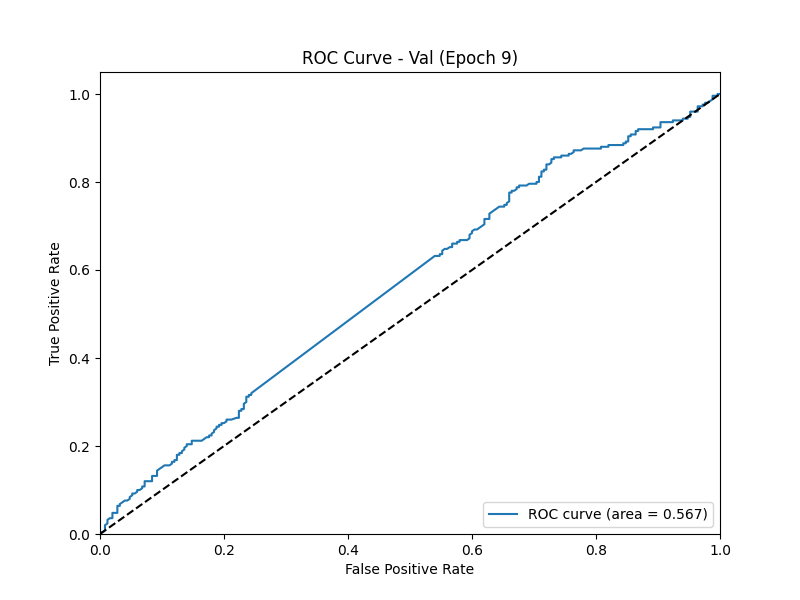 ROC Curve - Val (Epoch 9)
1.0
0.8
0.6
0.4
0.2
0.0
True Positive Rate
0.0 0.2 0.4 0.6 0.8 1.0
False Positive Rate
ROC curve (area = 0.567)